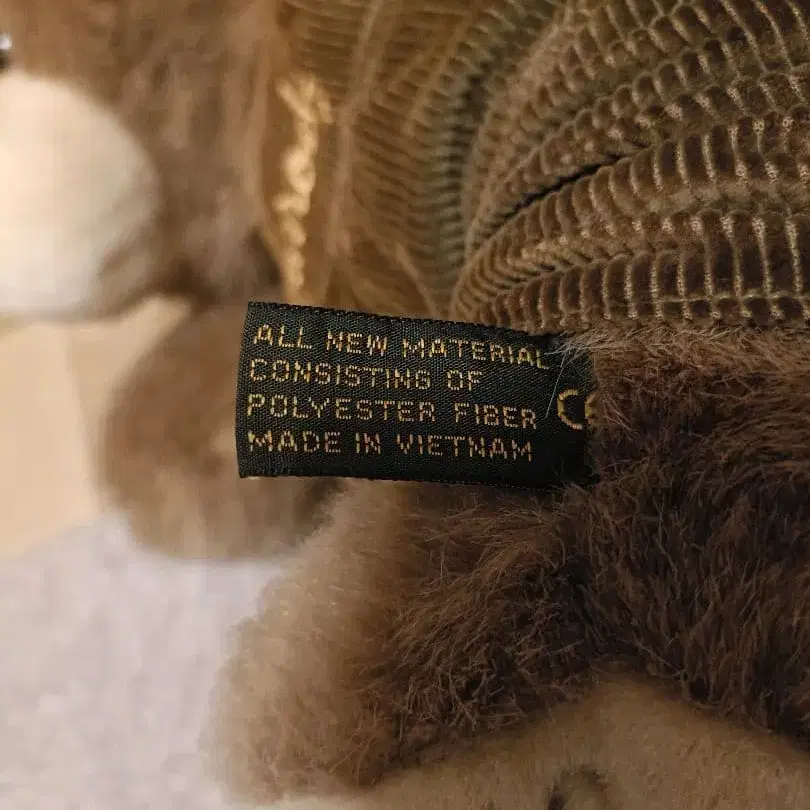 ALL NEW MATERIAL
CONSISTING OF
POLYESTER FIBER
MADE IN VIETNAM